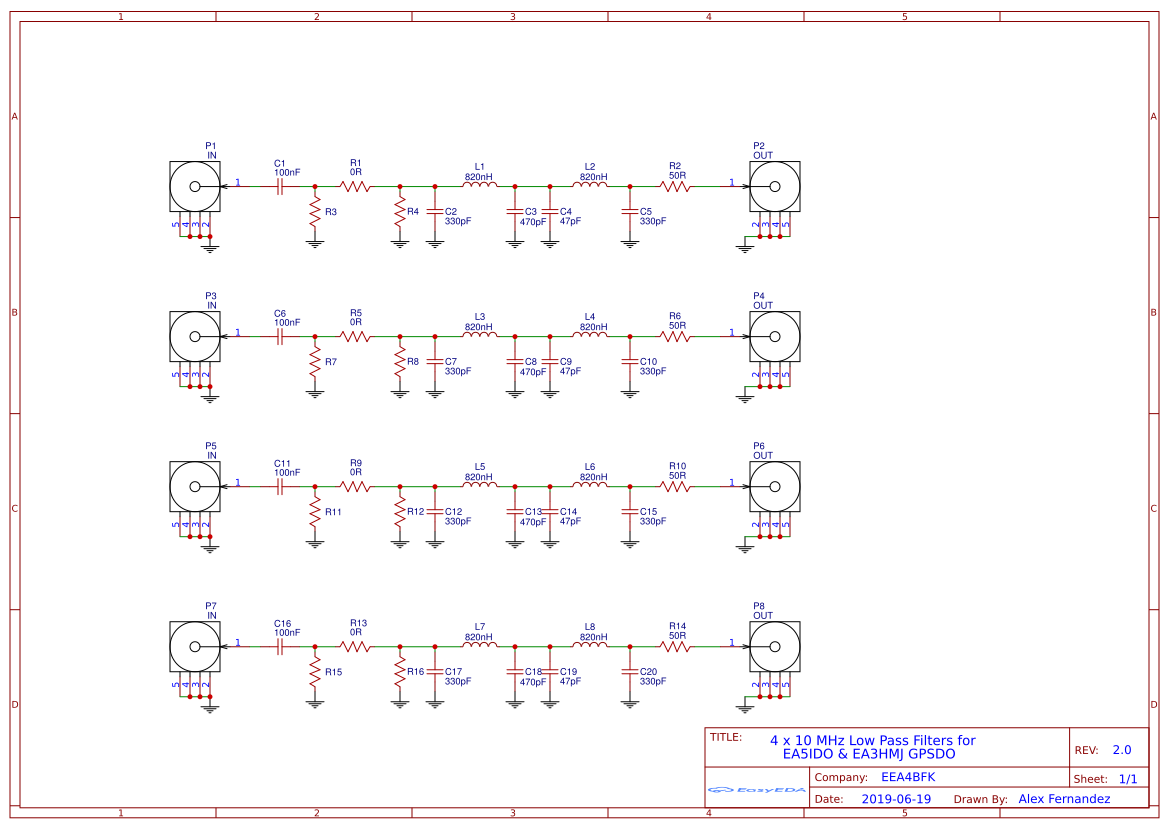 1 2 3 4 5
A A
B B
C C
D D
P1
IN
1
5 4 3 2
C1
100nF
R1
0R
R3
R4
C2
330pF
L1
820nH
C3
470pF
C4
47pF
L2
820nH
C5
330pF
R2
50R
1
P2
OUT
2 3 4 5
P3
IN
1
5 4 3 2
C6
100nF
R5
0R
R7
R8
C7
330pF
L3
820nH
C8
470pF
C9
47pF
L4
820nH
C10
330pF
R6
50R
1
P4
OUT
2 3 4 5
P5
IN
1
5 4 3 2
C11
100nF
R9
0R
R11
R12
C12
330pF
L5
820nH
C13
470pF
C14
47pF
L6
820nH
C15
330pF
R10
50R
1
P6
OUT
2 3 4 5
P7
IN
1
5 4 3 2
C16
100nF
R13
0R
R15
R16
C17
330pF
L7
820nH
C18
470pF
C19
47pF
L8
820nH
C20
330pF
R14
50R
1
P8
OUT
2 3 4 5
TITLE:
4 x 10 MHz Low Pass Filters for
EA5IDO & EA3HMJ GPSDO
REV: 2.0
EasyEDA
Company: EEA4BFK
Sheet: 1/1
Date: 2019-06-19 Drawn By: Alex Fernandez
1 2 3 4 5